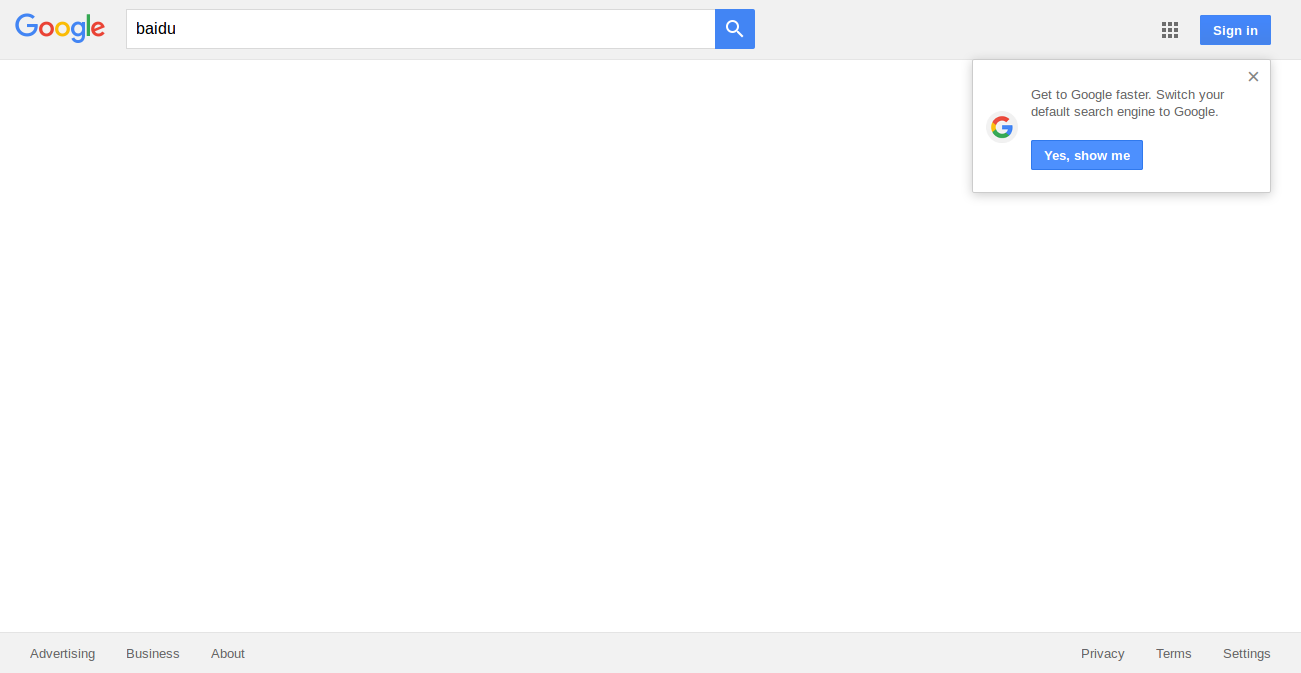 Google
baidu
Sign in
Get to Google faster. Switch your
default search engine to Google.
Yes, show me
Advertising
Business
About
Privacy
Terms
Settings